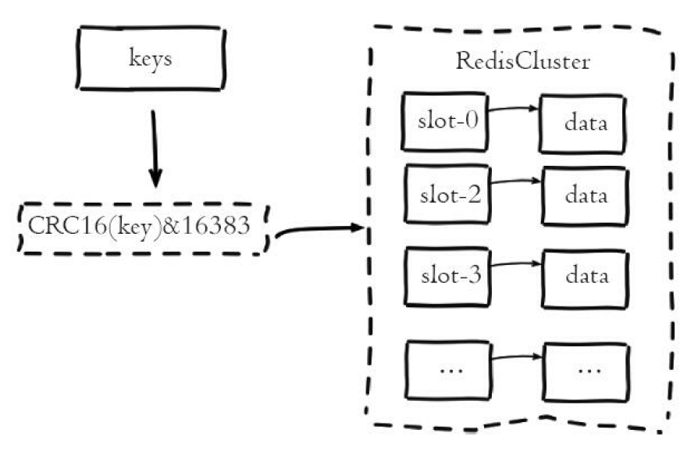 keys
CRC16(key)&16383
RedisCluster
slot-0
data
slot-2
data
slot-3
data
...
...